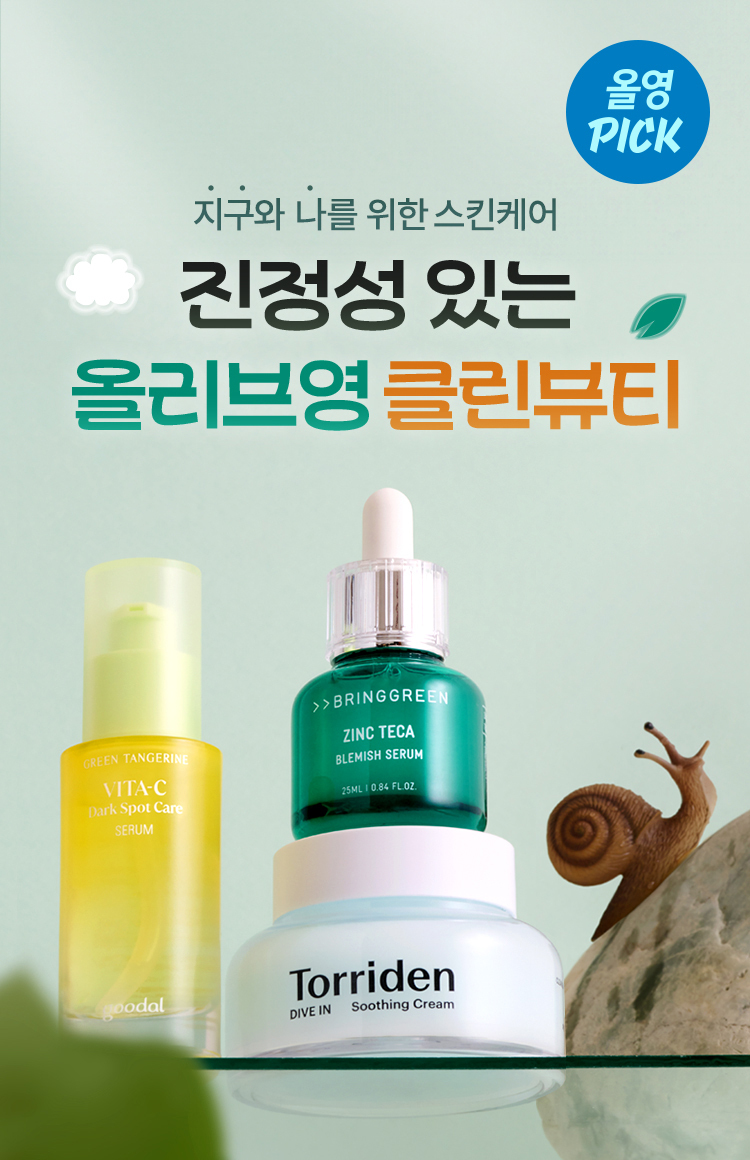 올영
PICK
지구와 나를 위한 스킨케어
진정성 있는
올리브영 클린뷰티
>>BRINGGREEN
ZINC TECA
BLEMISH SERUM
25ML | 0.84 FL.OZ.
GREEN TANGERINE
VITA-C
Dark Spot Care
SERUM
goodal
Torriden
DIVE IN Soothing Cream